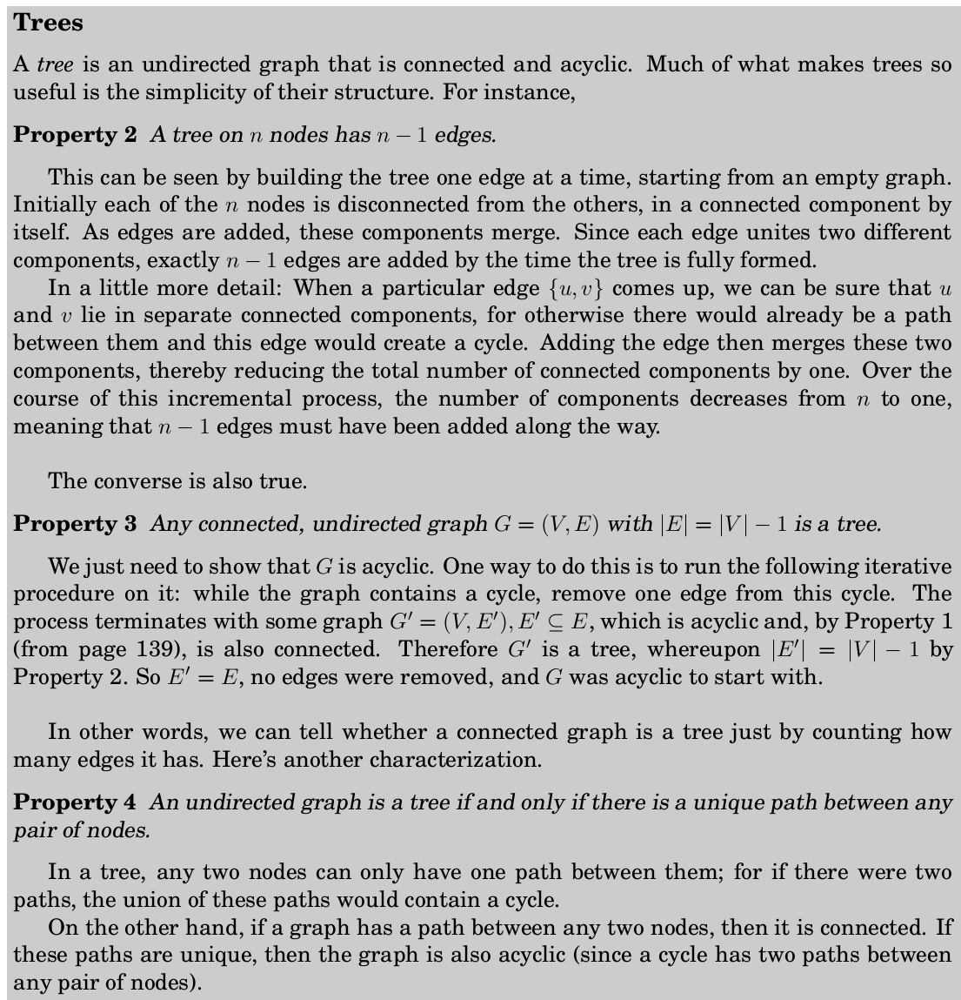 Trees
A tree is an undirected graph that is connected and acyclic. Much of what makes trees so
useful is the simplicity of their structure. For instance,
Property 2 A tree on n nodes has n − 1 edges.
This can be seen by building the tree one edge at a time, starting from an empty graph.
Initially each of the n nodes is disconnected from the others, in a connected component by
itself. As edges are added, these components merge. Since each edge unites two different
components, exactly n − 1 edges are added by the time the tree is fully formed.
In a little more detail: When a particular edge {u, v} comes up, we can be sure that u
and v lie in separate connected components, for otherwise there would already be a path
between them and this edge would create a cycle. Adding the edge then merges these two
components, thereby reducing the total number of connected components by one. Over the
course of this incremental process, the number of components decreases from n to one,
meaning that n − 1 edges must have been added along the way.
The converse is also true.
Property 3 Any connected, undirected graph G = (V, E) with |E| = |V| − 1 is a tree.
We just need to show that G is acyclic. One way to do this is to run the following iterative
procedure on it: while the graph contains a cycle, remove one edge from this cycle. The
process terminates with some graph G′ = (V, E′), E′ ⊆ E, which is acyclic and, by Property 1
(from page 139), is also connected. Therefore G′ is a tree, whereupon |E′| = |V| − 1 by
Property 2. So E′ = E, no edges were removed, and G was acyclic to start with.
In other words, we can tell whether a connected graph is a tree just by counting how
many edges it has. Here's another characterization.
Property 4 An undirected graph is a tree if and only if there is a unique path between any
pair of nodes.
In a tree, any two nodes can only have one path between them; for if there were two
paths, the union of these paths would contain a cycle.
On the other hand, if a graph has a path between any two nodes, then it is connected. If
these paths are unique, then the graph is also acyclic (since a cycle has two paths between
any pair of nodes).